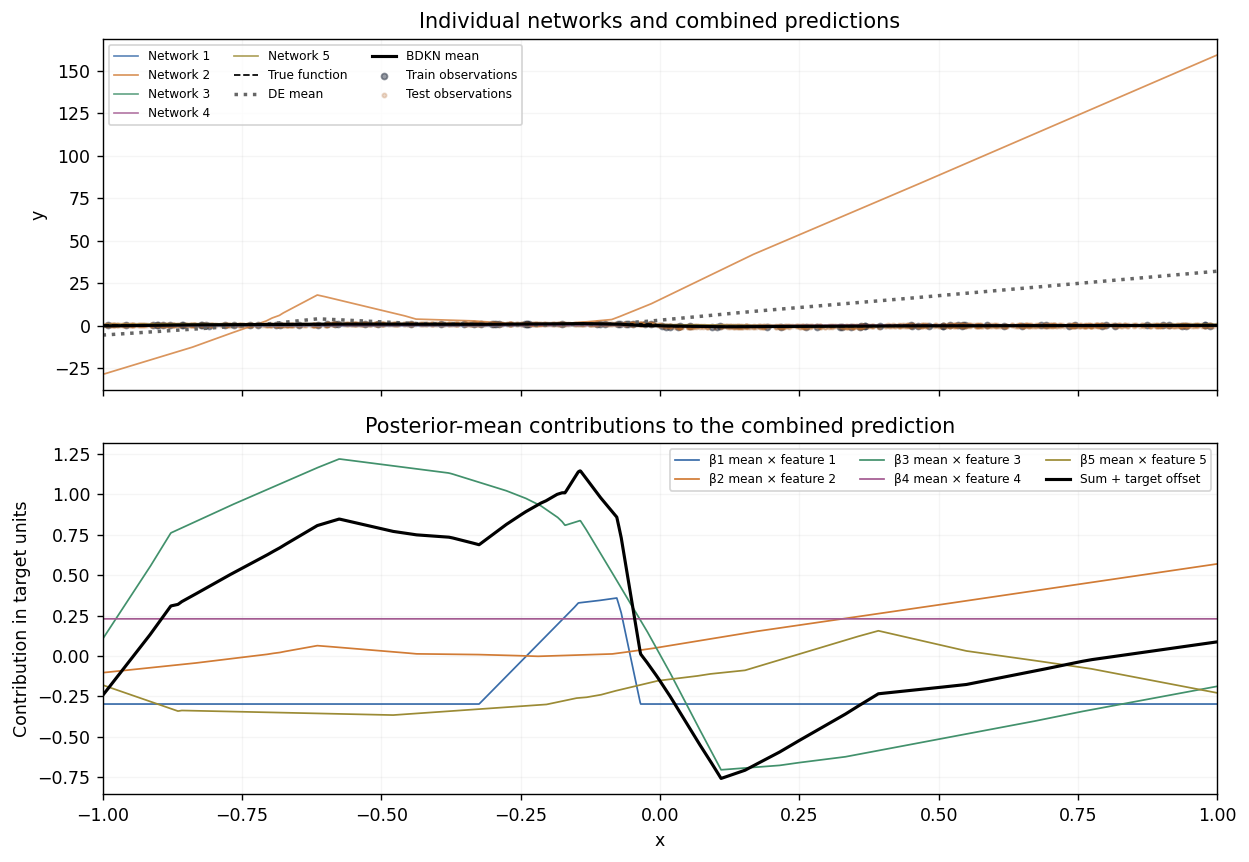 Individual networks and combined predictions
Network 1
Network 2
Network 3
Network 4
Network 5
True function
DE mean
BDKN mean
Train observations
Test observations
150
125
100
75
50
25
0
−25
y
Posterior-mean contributions to the combined prediction
β1 mean × feature 1
β2 mean × feature 2
β3 mean × feature 3
β4 mean × feature 4
β5 mean × feature 5
Sum + target offset
1.25
1.00
0.75
0.50
0.25
0.00
−0.25
−0.50
−0.75
Contribution in target units
−1.00 −0.75 −0.50 −0.25 0.00 0.25 0.50 0.75 1.00
x